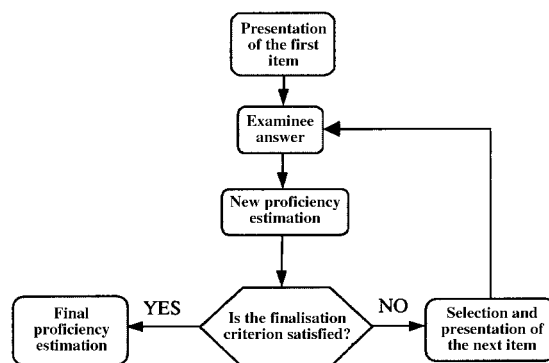 Presentation
of the first
item
Examinee
answer
New proficiency
estimation
Is the finalisation
criterion satisfied?
YES
NO
Final
proficiency
estimation
Selection and
presentation of
the next item